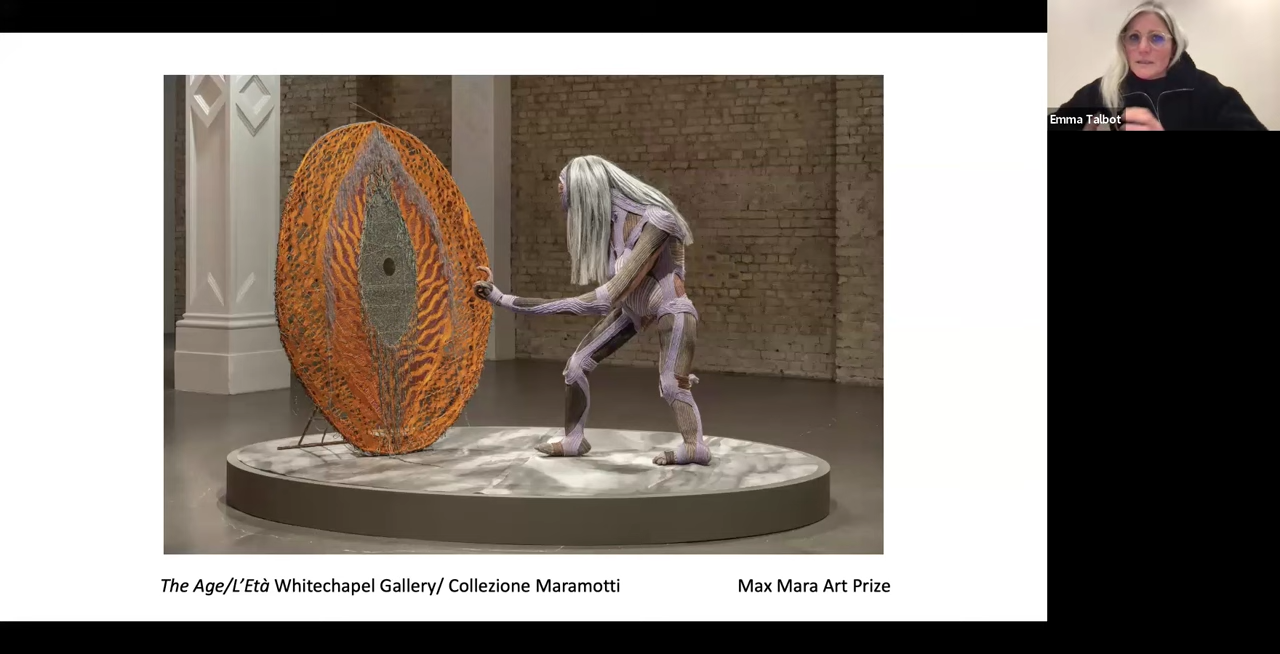 Emma Talbot
The Age/L’Età Whitechapel Gallery/ Collezione Maramotti
Max Mara Art Prize